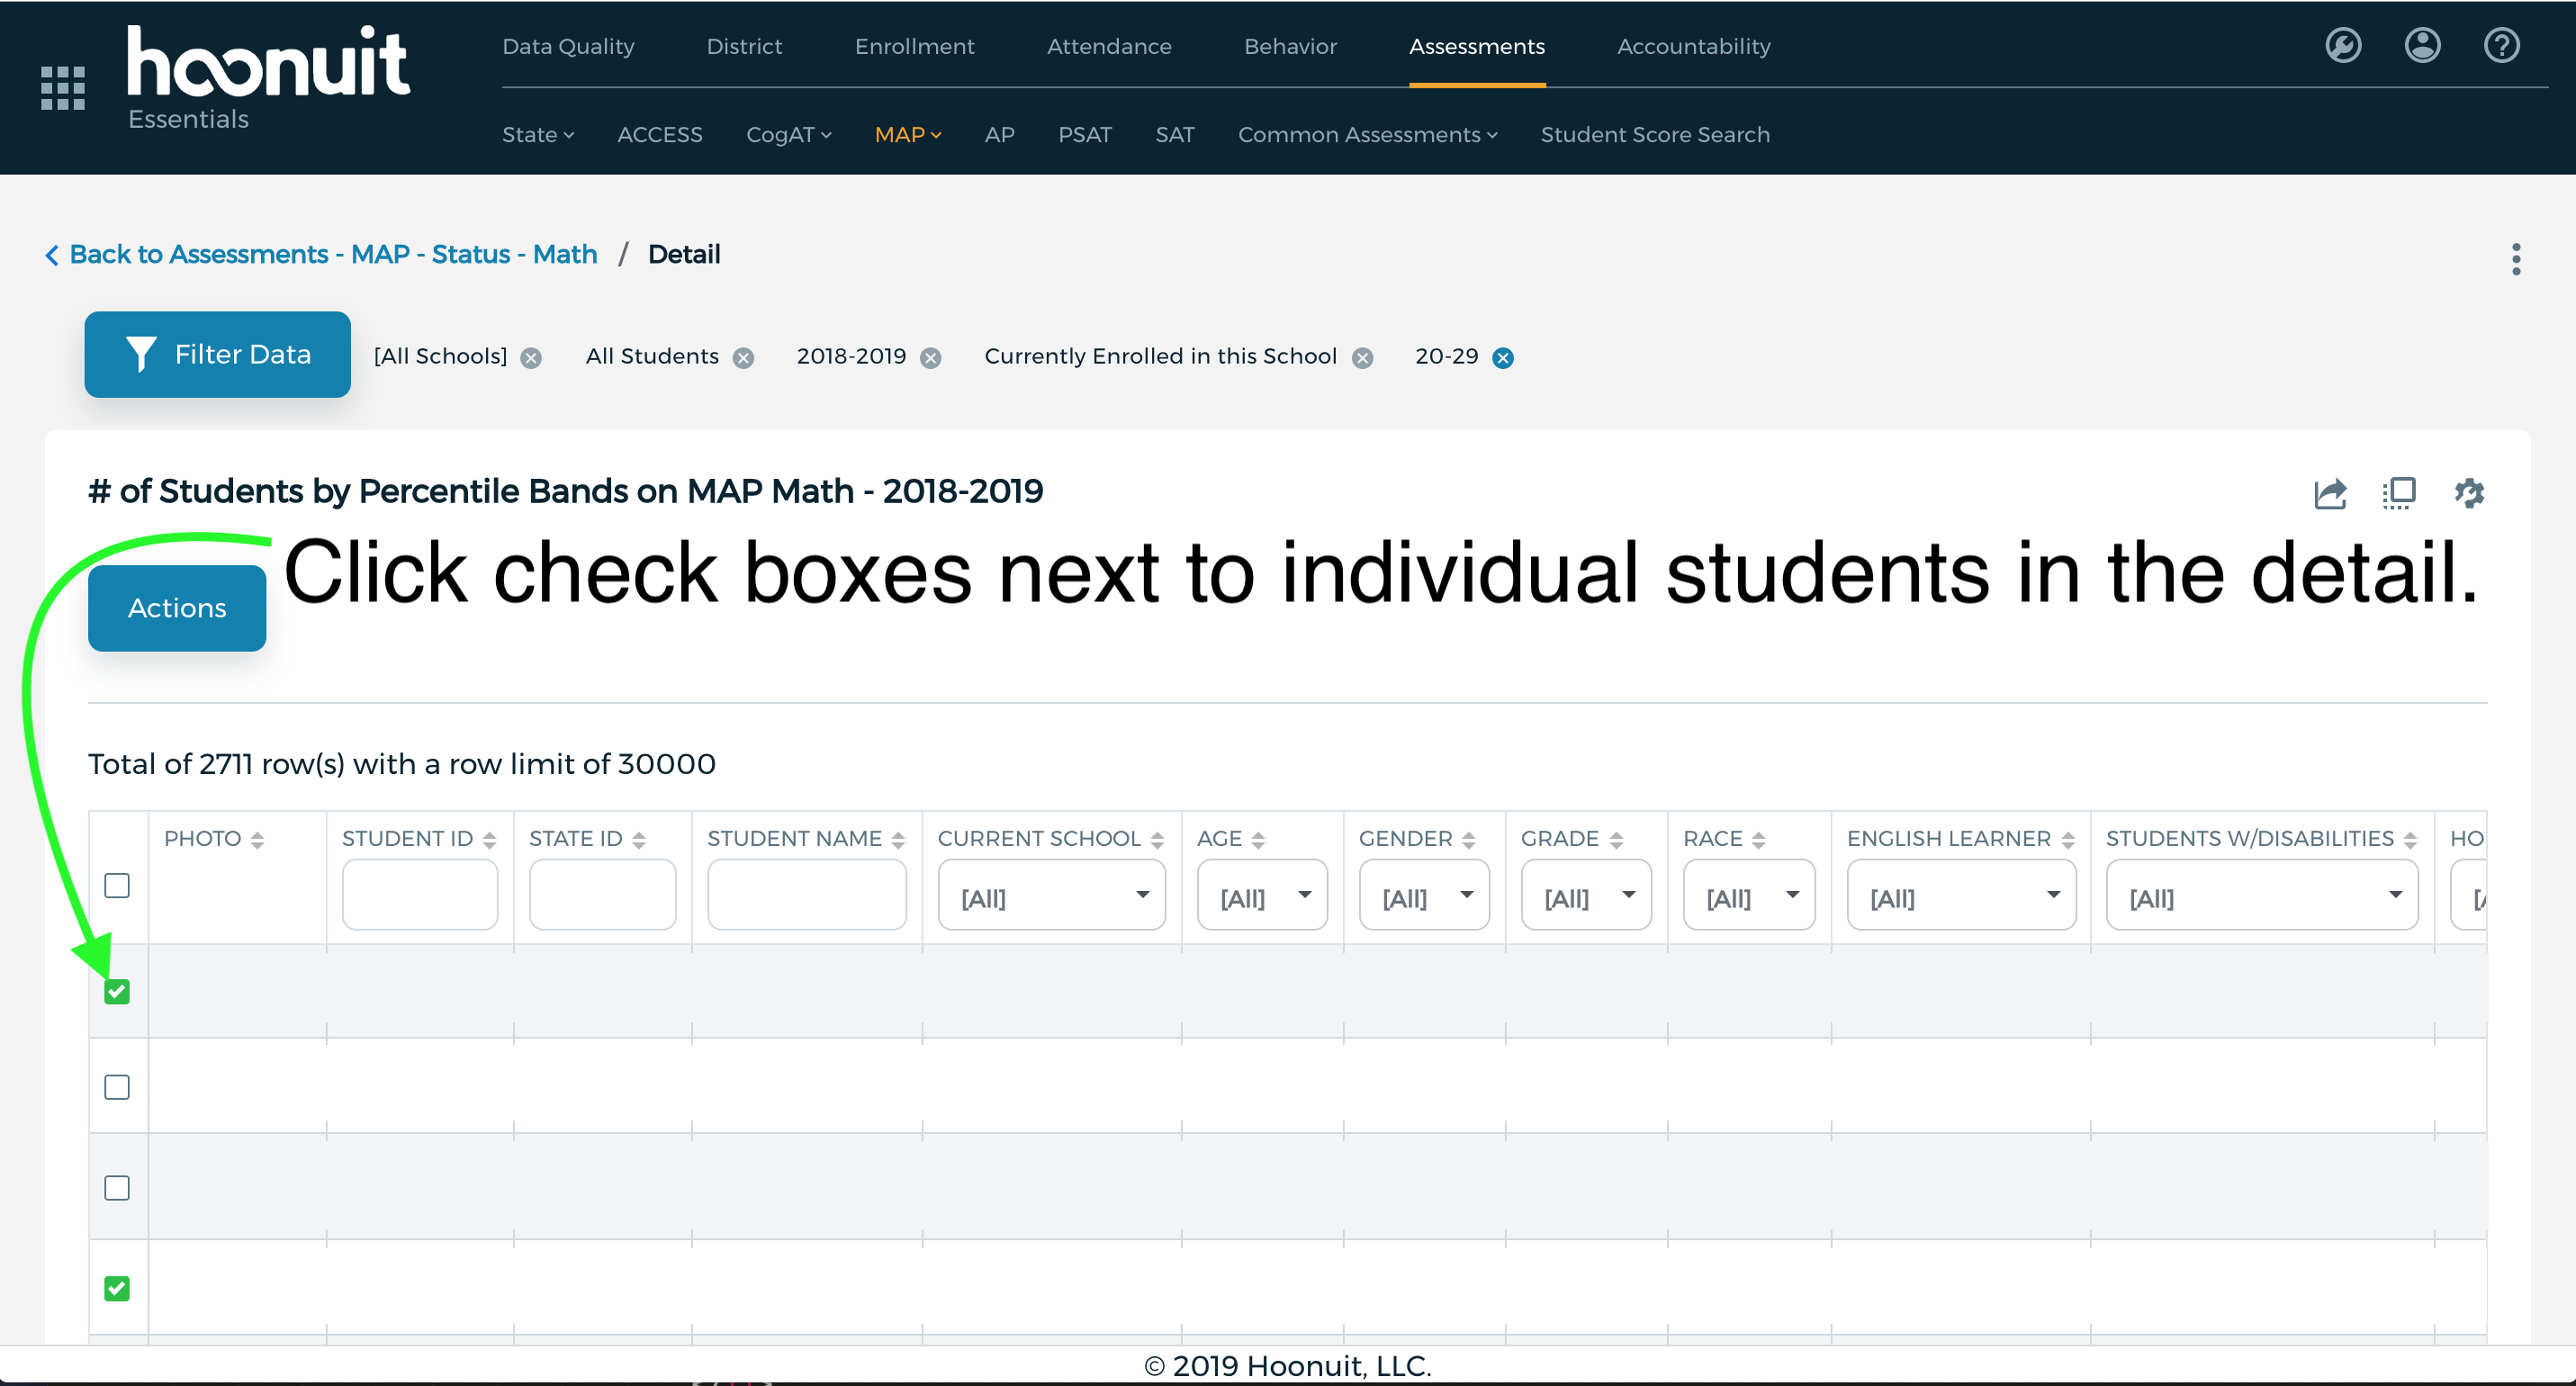 hoonuit
Essentials
Data Quality District Enrollment Attendance Behavior Assessments Accountability
State ACCESS CogAT MAP AP PSAT SAT Common Assessments Student Score Search
Back to Assessments - MAP - Status - Math / Detail
Filter Data [All Schools] All Students 2018-2019 Currently Enrolled in this School 20-29
# of Students by Percentile Bands on MAP Math - 2018-2019
Click check boxes next to individual students in the detail.
Actions
Total of 2711 row(s) with a row limit of 30000
PHOTO STUDENT ID STATE ID STUDENT NAME CURRENT SCHOOL AGE GENDER GRADE RACE ENGLISH LEARNER STUDENTS W/DISABILITIES HO
[All] [All] [All] [All] [All] [All] [All]
© 2019 Hoonuit, LLC.